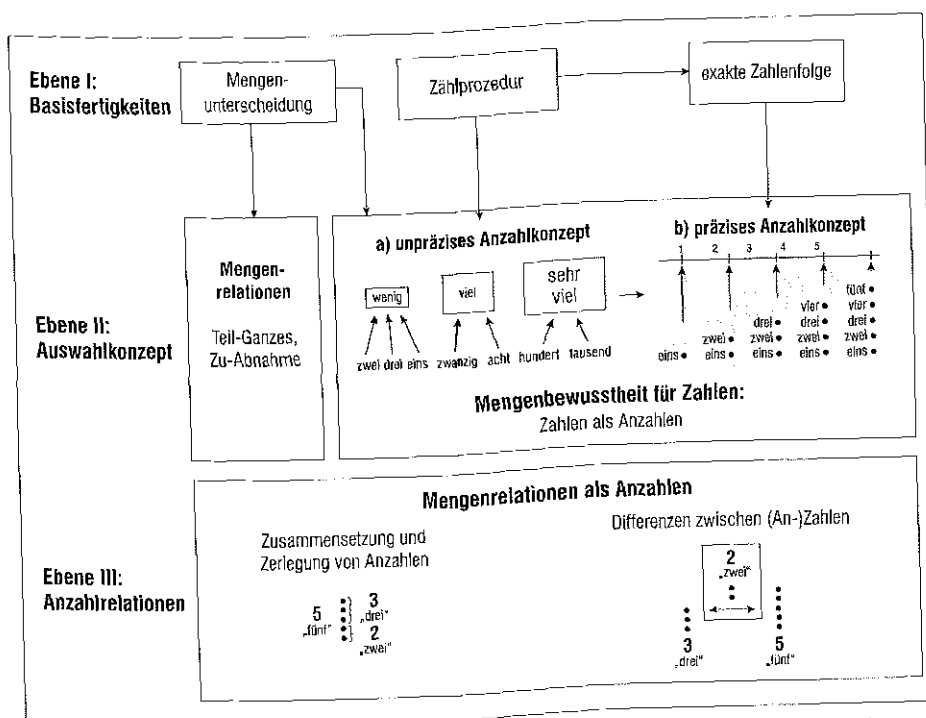 Ebene I:
Basisfertigkeiten
Mengen-
unterscheidung
Zählprozedur
exakte Zahlenfolge
Ebene II:
Auswahlkonzept
Mengen-
relationen
Teil-Ganzes,
Zu-Abnahme
a) unpräzises Anzahlkonzept
wenig
viel
sehr
viel
zwei drei eins zwanzig acht hundert tausend
b) präzises Anzahlkonzept
1 2 3 4 5
fünf
vier vier
drei drei drei
zwei zwei zwei zwei
eins eins eins eins eins
Mengenbewusstheit für Zahlen:
Zahlen als Anzahlen
Ebene III:
Anzahlrelationen
Mengenrelationen als Anzahlen
Zusammensetzung und
Zerlegung von Anzahlen
5
„fünf“
3
„drei“
2
„zwei“
Differenzen zwischen (An-)Zahlen
2
„zwei“
3
„drei“
5
„fünf“